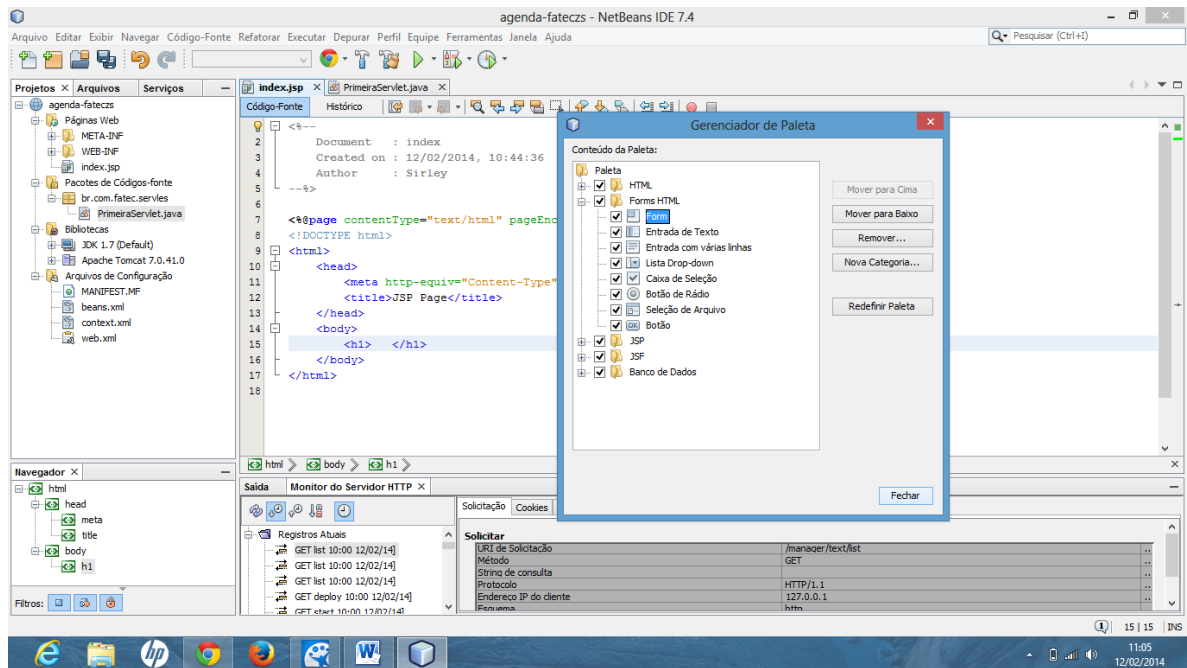 agenda-fateczs - NetBeans IDE 7.4
Arquivo Editar Exibir Navegar Código-Fonte Refatorar Executar Depurar Perfil Equipe Ferramentas Janela Ajuda
Pesquisar (Ctrl+I)
Projetos Arquivos Serviços
agenda-fateczs
Páginas Web
META-INF
WEB-INF
index.jsp
Pacotes de Códigos-fonte
br.com.fatec.servles
PrimeiraServlet.java
Bibliotecas
JDK 1.7 (Default)
Apache Tomcat 7.0.41.0
Arquivos de Configuração
MANIFEST.MF
beans.xml
context.xml
web.xml
index.jsp PrimeiraServlet.java
Código-Fonte Histórico
<%--
2 Document : index
3 Created on : 12/02/2014, 10:44:36
4 Author : Sirley
5 --%>
6
7 <%@page contentType="text/html" pageEnc
8 <!DOCTYPE html>
9 <html>
10 <head>
11 <meta http-equiv="Content-Type"
12 <title>JSP Page</title>
13 </head>
14 <body>
15 <h1> </h1>
16 </body>
17 </html>
18
html body h1
Gerenciador de Paleta
Conteúdo da Paleta:
Paleta
HTML
Forms HTML
Form
Entrada de Texto
Entrada com várias linhas
Lista Drop-down
Caixa de Seleção
Botão de Rádio
Seleção de Arquivo
OK Botão
JSP
JSF
Banco de Dados
Mover para Cima
Mover para Baixo
Remover...
Nova Categoria...
Redefinir Paleta
Fechar
Navegador
html
head
meta
title
body
h1
Filtros:
Saída Monitor do Servidor HTTP
Registros Atuais
GET list 10:00 12/02/14]
GET list 10:00 12/02/14]
GET list 10:00 12/02/14]
GET deploy 10:00 12/02/14]
GET start 10:00 12/02/14]
Solicitação Cookies
Solicitar
URI de Solicitação /manager/text/list
Método GET
String de consulta
Protocolo HTTP/1.1
Endereço IP do cliente 127.0.0.1
Esquema http
1 15 | 15 INS
hp
W
11:05
12/02/2014